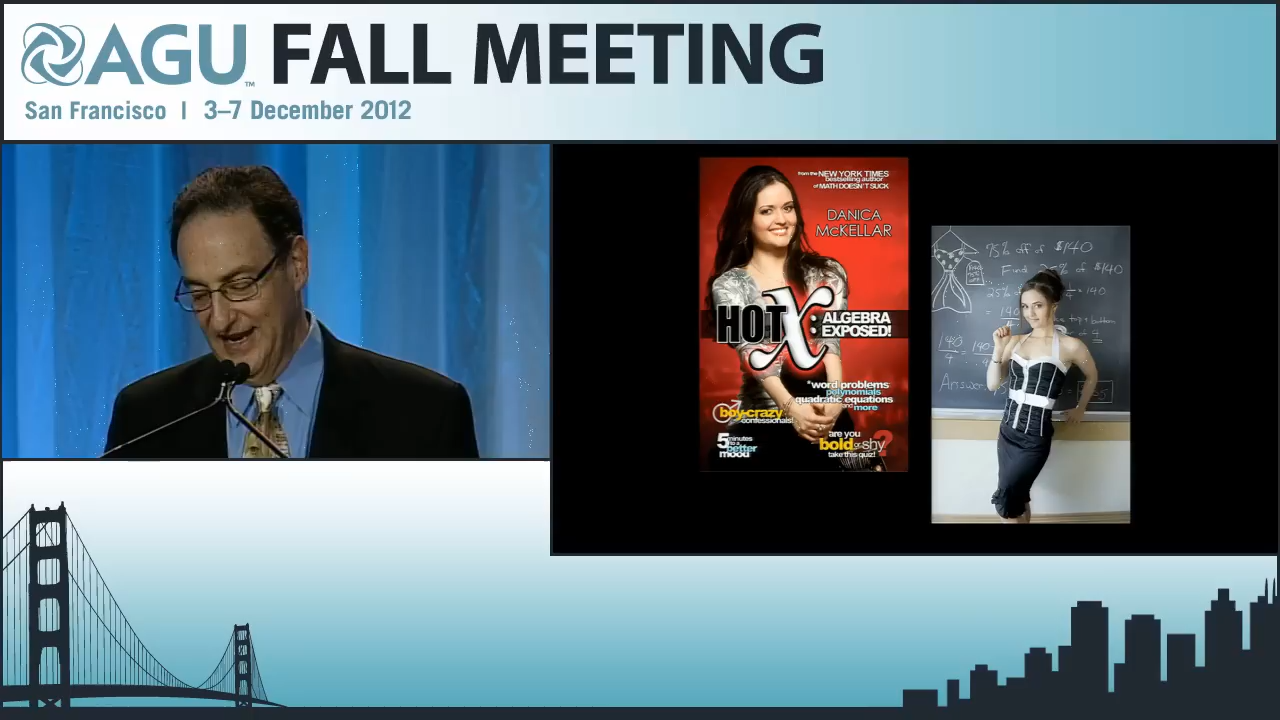 AGU™ FALL MEETING
San Francisco | 3–7 December 2012
from the NEW YORK TIMES
bestselling author
of MATH DOESN'T SUCK
DANICA
McKELLAR
HOT X: ALGEBRA
EXPOSED!
*word problems
polynomials
quadratic equations
and more
boy-crazy
confessionals!
5 minutes
to a
better
mood
are you
bold or shy?
take this quiz!
75% off of $140
Find 25% of $140